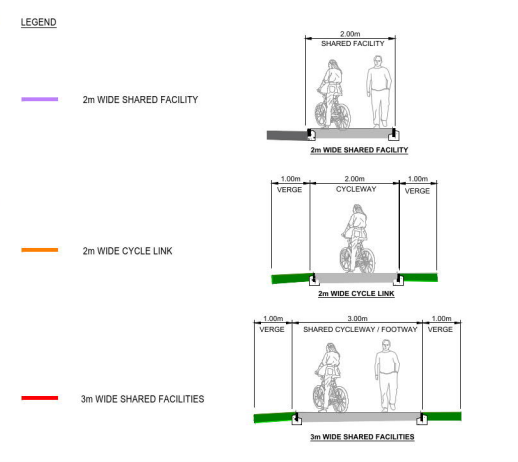 LEGEND
2.00m
SHARED FACILITY
2m WIDE SHARED FACILITY
2m WIDE SHARED FACILITY
1.00m 2.00m 1.00m
VERGE CYCLEWAY VERGE
2m WIDE CYCLE LINK
2m WIDE CYCLE LINK
1.00m 3.00m 1.00m
VERGE SHARED CYCLEWAY / FOOTWAY VERGE
3m WIDE SHARED FACILITIES
3m WIDE SHARED FACILITIES